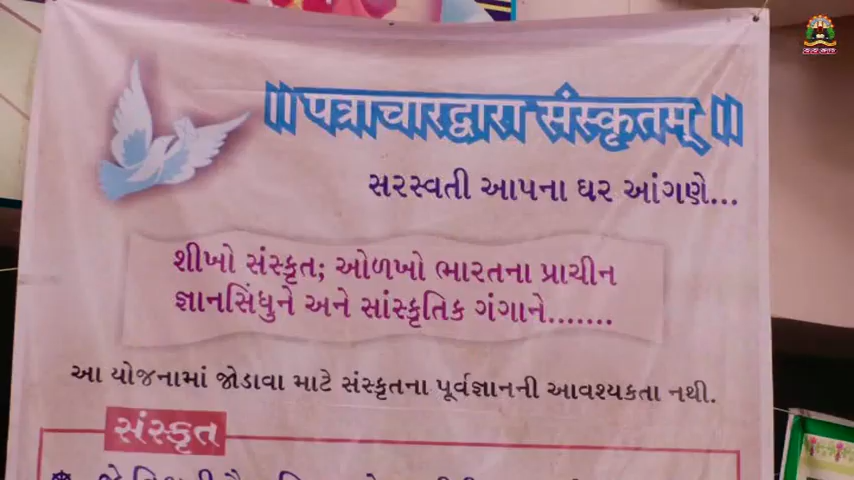 ॥ पत्राचारद्वारा संस्कृतम् ॥
સરસ્વતી આપના ઘર આંગણે...
શીખો સંસ્કૃત; ઓળખો ભારતના પ્રાચીન
જ્ઞાનસિંધુને અને સાંસ્કૃતિક ગંગાને.......
આ યોજનામાં જોડાવા માટે સંસ્કૃતના પૂર્વજ્ઞાનની આવશ્યકતા નથી.
સંસ્કૃત